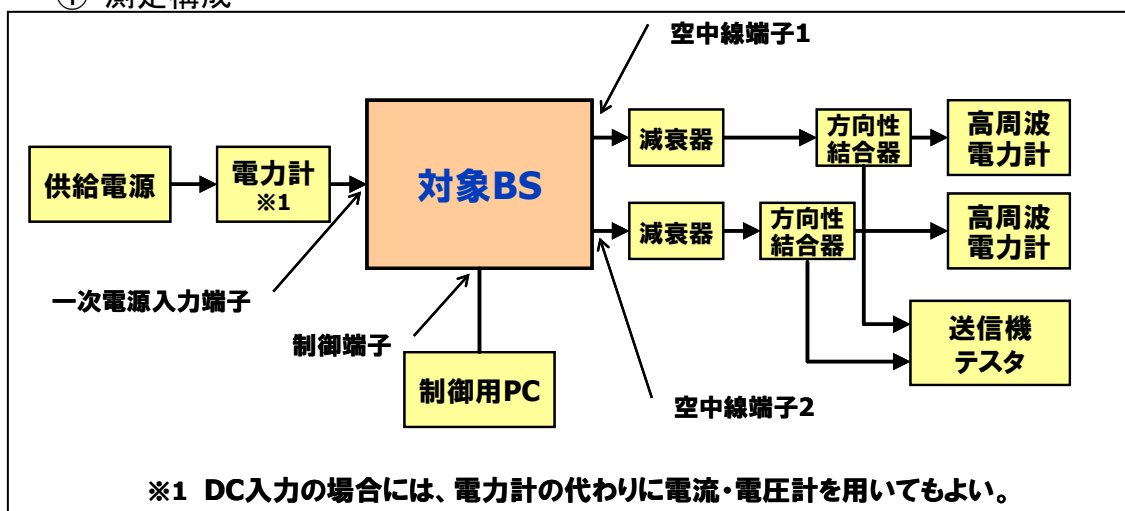 ① 測定構成
空中線端子1
供給電源
電力計
※1
対象BS
減衰器
方向性
結合器
高周波
電力計
減衰器
方向性
結合器
高周波
電力計
一次電源入力端子
制御端子
送信機
テスタ
制御用PC
空中線端子2
※1 DC入力の場合には、電力計の代わりに電流・電圧計を用いてもよい。